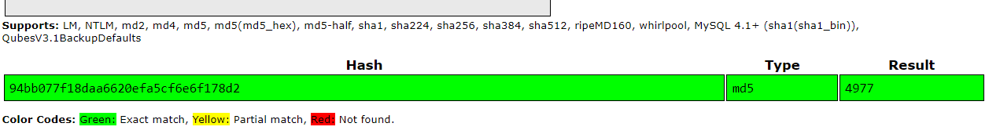 Supports: LM, NTLM, md2, md4, md5, md5(md5_hex), md5-half, sha1, sha224, sha256, sha384, sha512, ripeMD160, whirlpool, MySQL 4.1+ (sha1(sha1_bin)),
QubesV3.1BackupDefaults
Hash Type Result
94bb077f18daa6620efa5cf6e6f178d2 md5 4977
Color Codes: Green: Exact match, Yellow: Partial match, Red: Not found.